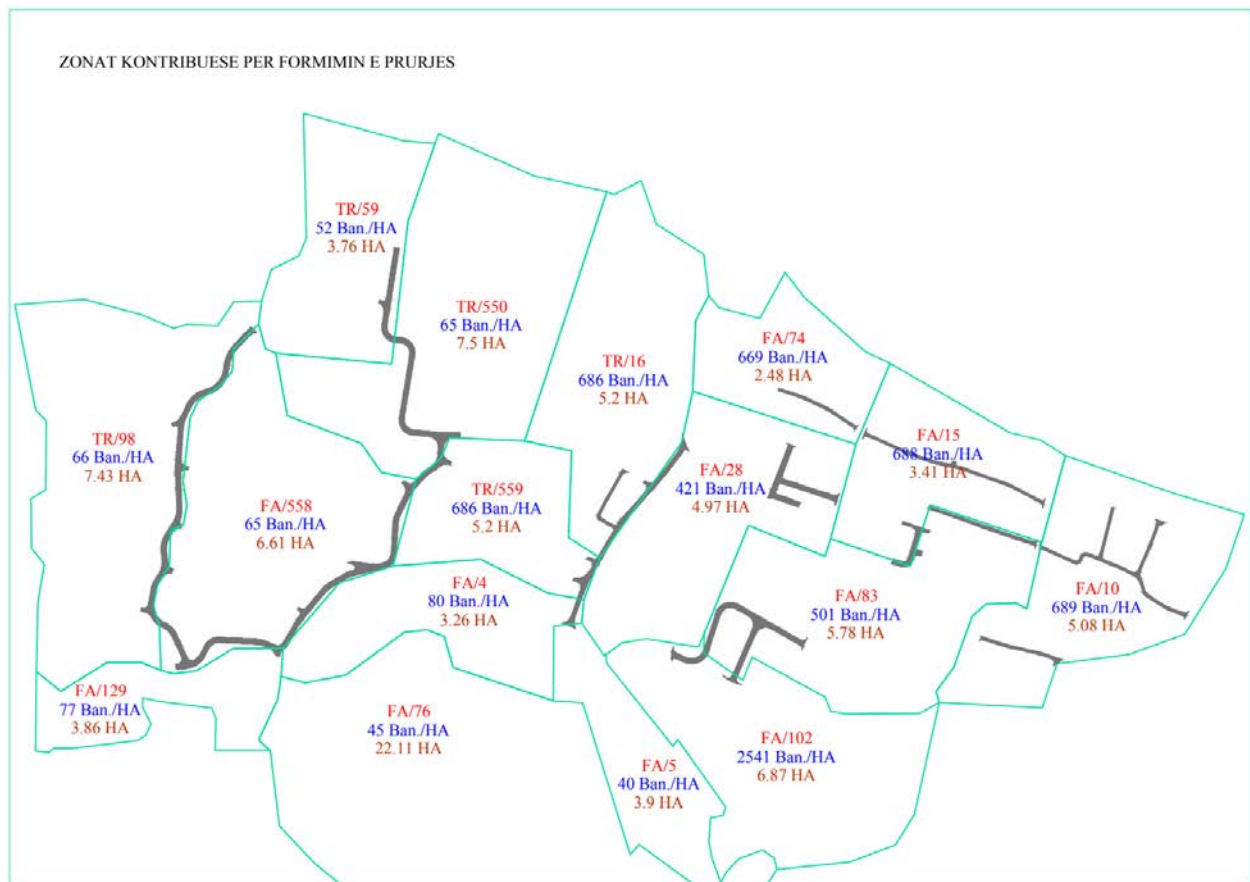 ZONAT KONTRIBUESE PER FORMIMIN E PRURJES
TR/59
52 Ban./HA
3.76 HA
TR/550
65 Ban./HA
7.5 HA
TR/16
686 Ban./HA
5.2 HA
FA/74
669 Ban./HA
2.48 HA
FA/15
688 Ban./HA
3.41 HA
TR/98
66 Ban./HA
7.43 HA
FA/28
421 Ban./HA
4.97 HA
FA/558
65 Ban./HA
6.61 HA
TR/559
686 Ban./HA
5.2 HA
FA/4
80 Ban./HA
3.26 HA
FA/83
501 Ban./HA
5.78 HA
FA/10
689 Ban./HA
5.08 HA
FA/129
77 Ban./HA
3.86 HA
FA/76
45 Ban./HA
22.11 HA
FA/102
2541 Ban./HA
6.87 HA
FA/5
40 Ban./HA
3.9 HA